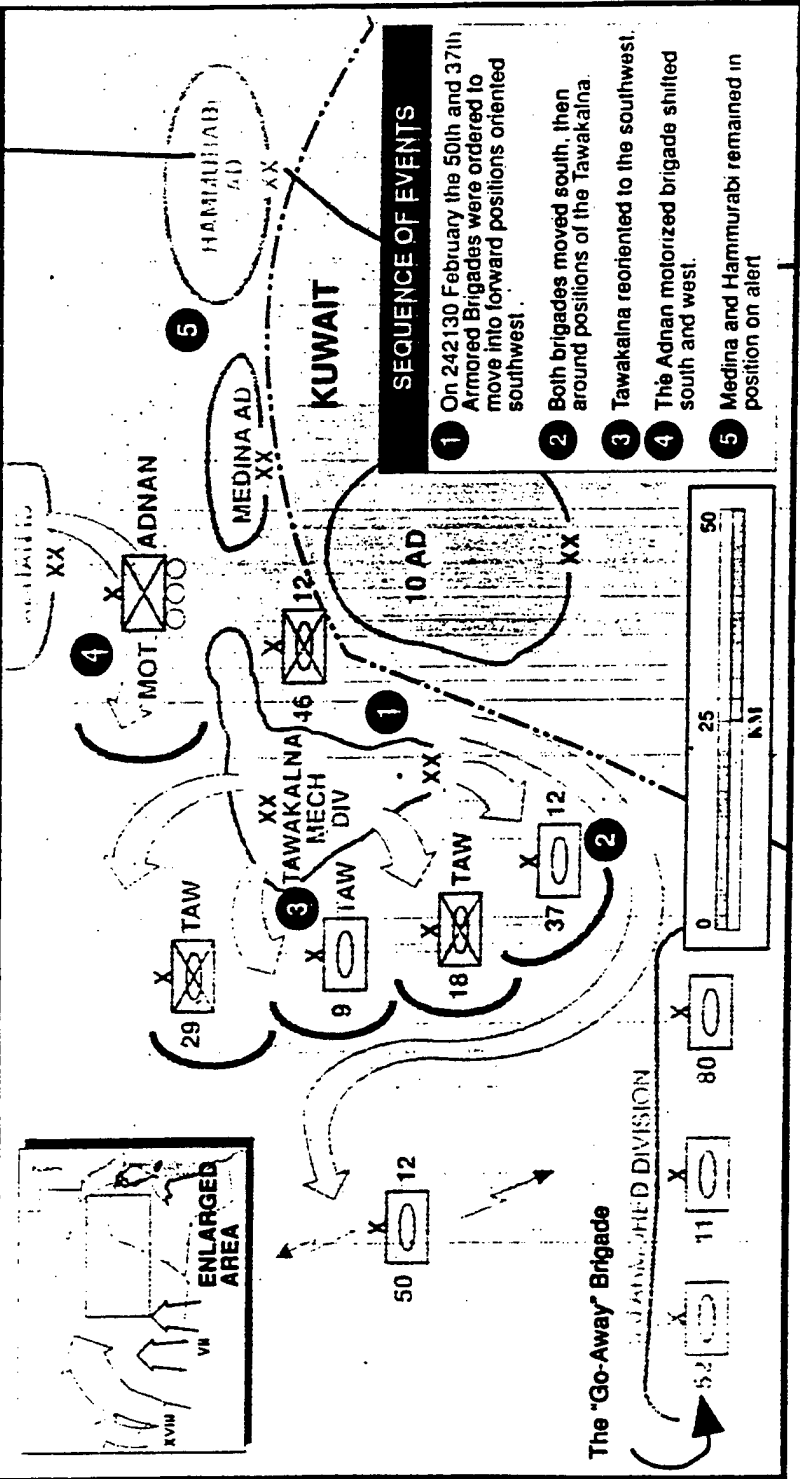 ENLARGED
AREA
XVIII
VII
XX
MOT
X
ADNAN
4
HAMMURABI
AD
XX
5
MEDINA AD
XX
KUWAIT
10 AD
XX
46
X
12
1
XX
TAWAKALNA
MECH
DIV
XX
3
29
X
TAW
9
X
TAW
18
X
TAW
37
X
12
2
50
X
12
The "Go-Away" Brigade
ARMORED DIVISION
52
X
11
X
80
X
0
25
50
KM
SEQUENCE OF EVENTS
1 On 242130 February the 50th and 37th
Armored Brigades were ordered to
move into forward positions oriented
southwest .
2 Both brigades moved south, then
around positions of the Tawakalna.
3 Tawakalna reoriented to the southwest.
4 The Adnan motorized brigade shifted
south and west.
5 Medina and Hammurabi remained in
position on alert